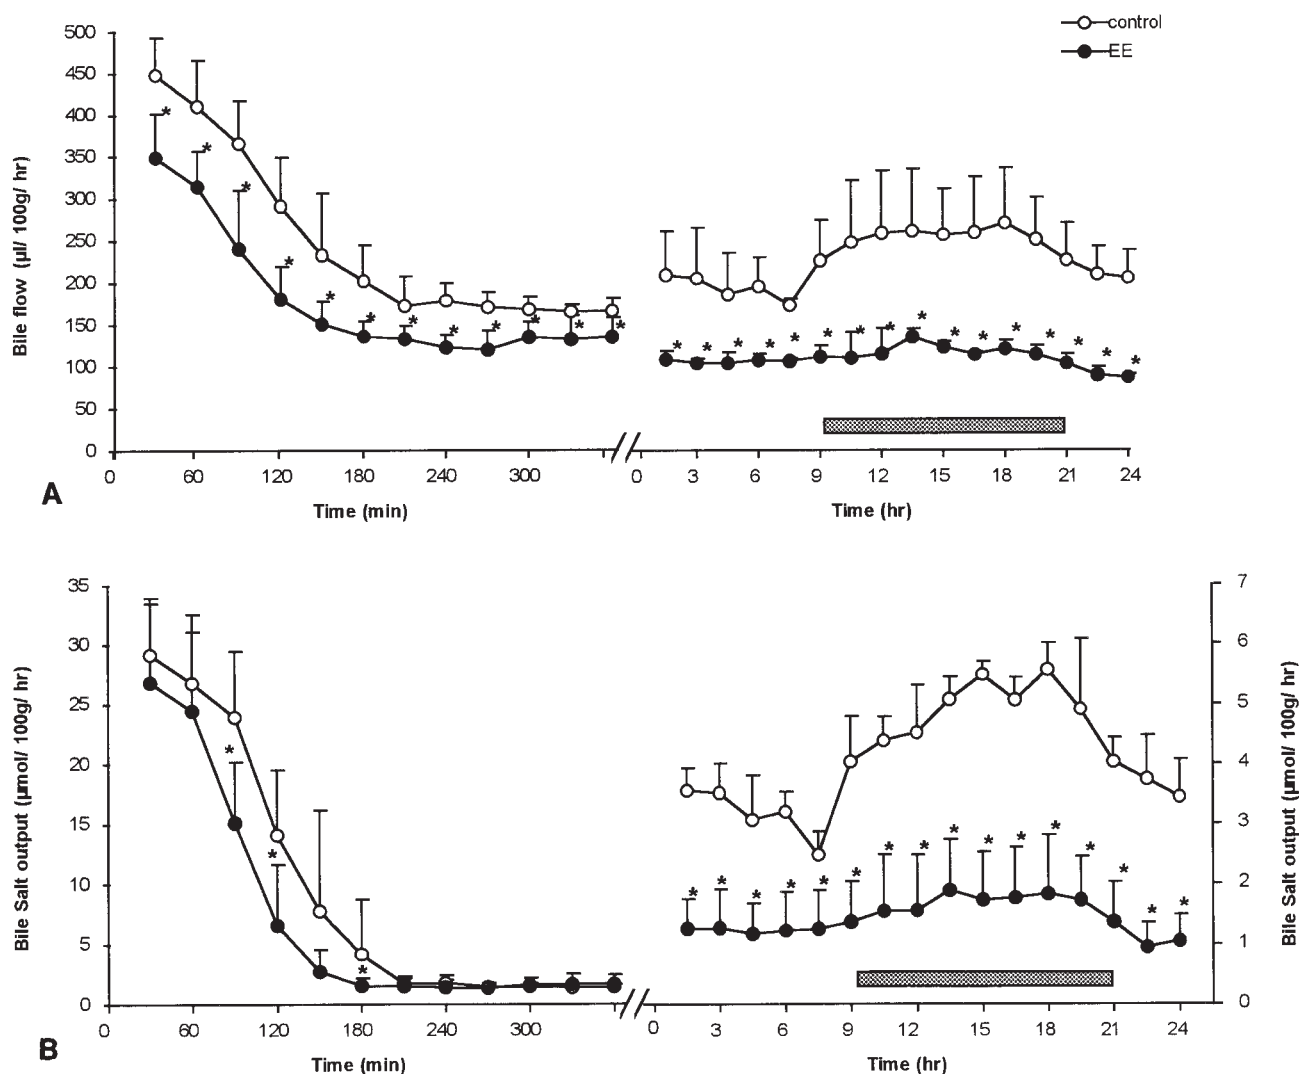 control
EE
500
450
400
350
300
250
200
150
100
50
0
Bile flow (µl/ 100g/ hr)
* * * * * * * * * * * *
* * * * * * * * * * * * * * * *
0 60 120 180 240 300
0 3 6 9 12 15 18 21 24
Time (min)
Time (hr)
A
35
30
25
20
15
10
5
0
Bile Salt output (µmol/ 100g/ hr)
* * *
* * * * * * * * * * * * * * * *
7
6
5
4
3
2
1
0
Bile Salt output (µmol/ 100g/ hr)
0 60 120 180 240 300
0 3 6 9 12 15 18 21 24
Time (min)
Time (hr)
B